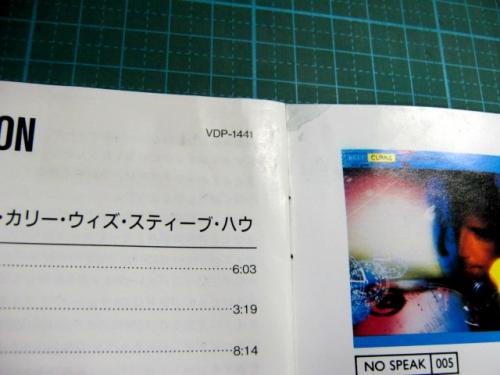 ON
VDP-1441
・カリー・ウィズ・スティーブ・ハウ
6:03
3:19
8:14
CURRIE
NO SPEAK 005